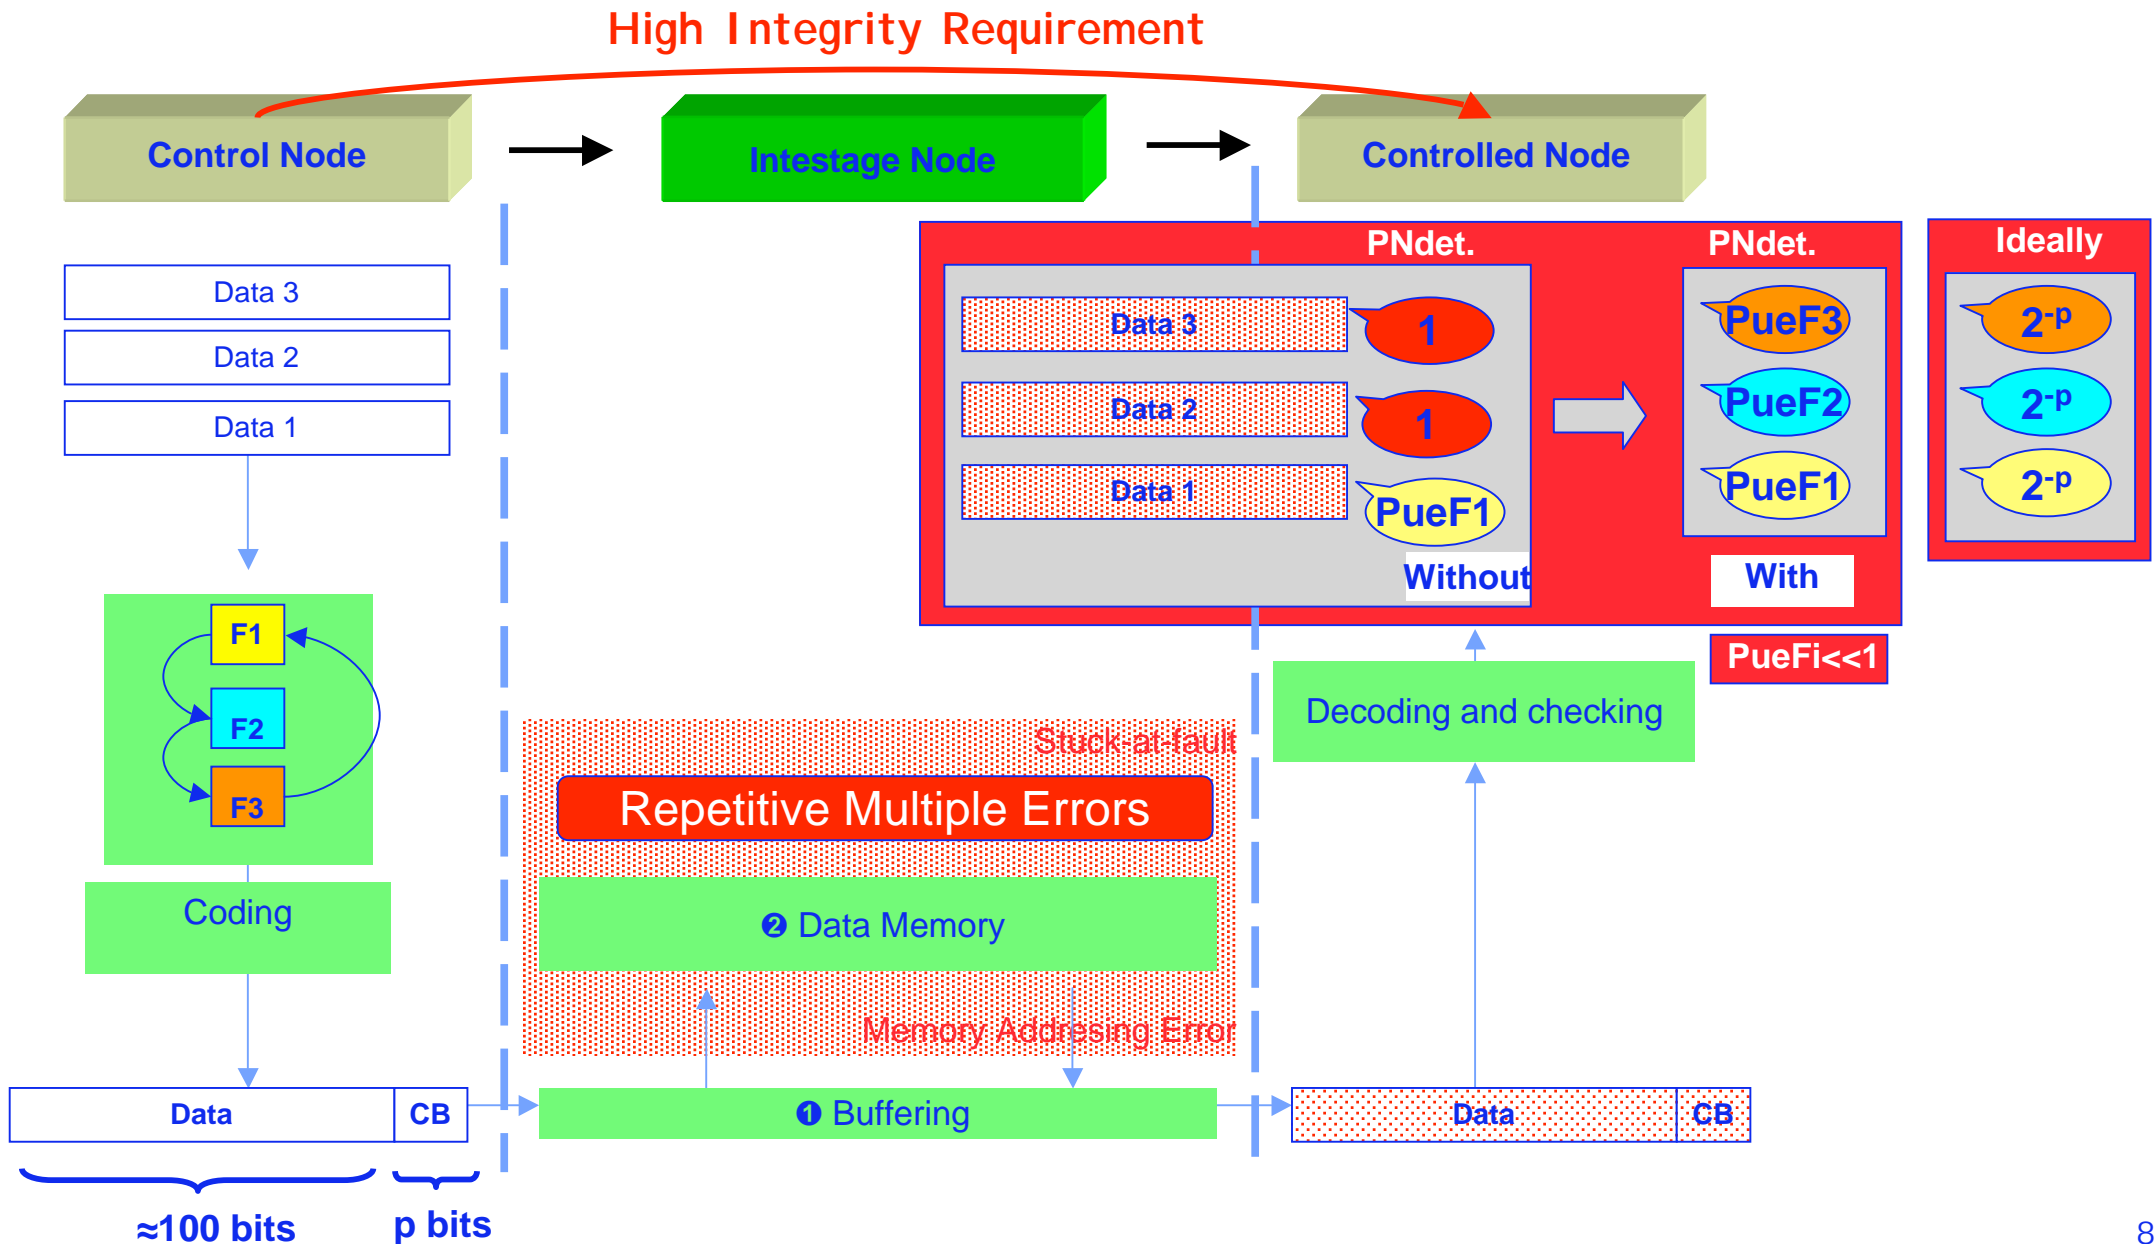 High Integrity Requirement
Control Node
Intestage Node
Controlled Node
Data 3
Data 2
Data 1
F1
F2
F3
Coding
Data
CB
≈100 bits
p bits
Stuck-at-fault
Repetitive Multiple Errors
❷ Data Memory
Memory Addresing Error
❶ Buffering
PNdet.
PNdet.
Ideally
Data 3
1
PueF3
2-p
Data 2
1
PueF2
2-p
Data 1
PueF1
PueF1
2-p
Without
With
PueFi<<1
Decoding and checking
Data
CB
8